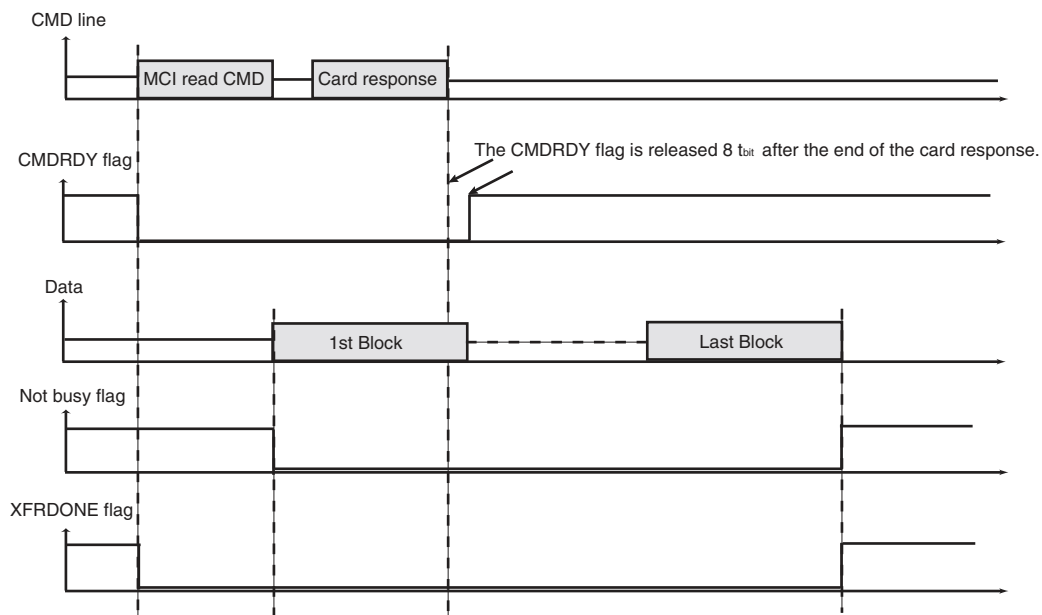 CMD line
MCI read CMD
Card response
CMDRDY flag
The CMDRDY flag is released 8 tbit after the end of the card response.
Data
1st Block
Last Block
Not busy flag
XFRDONE flag